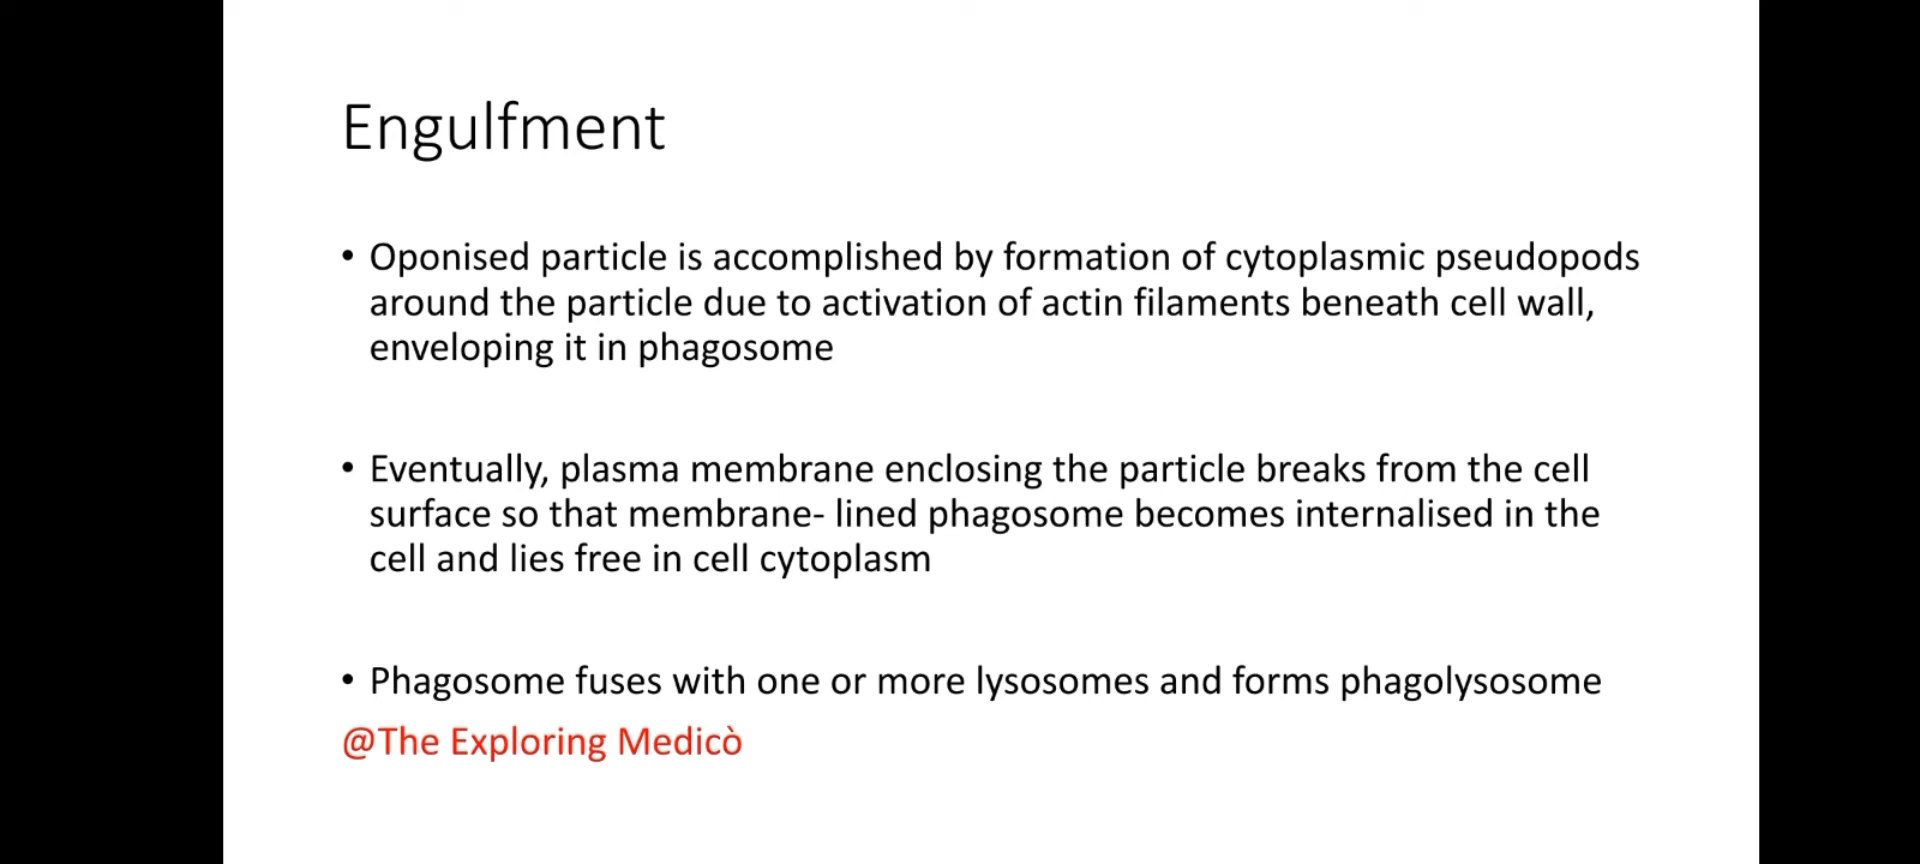 Engulfment
• Oponised particle is accomplished by formation of cytoplasmic pseudopods
around the particle due to activation of actin filaments beneath cell wall,
enveloping it in phagosome
• Eventually, plasma membrane enclosing the particle breaks from the cell
surface so that membrane- lined phagosome becomes internalised in the
cell and lies free in cell cytoplasm
• Phagosome fuses with one or more lysosomes and forms phagolysosome
@The Exploring Medicò